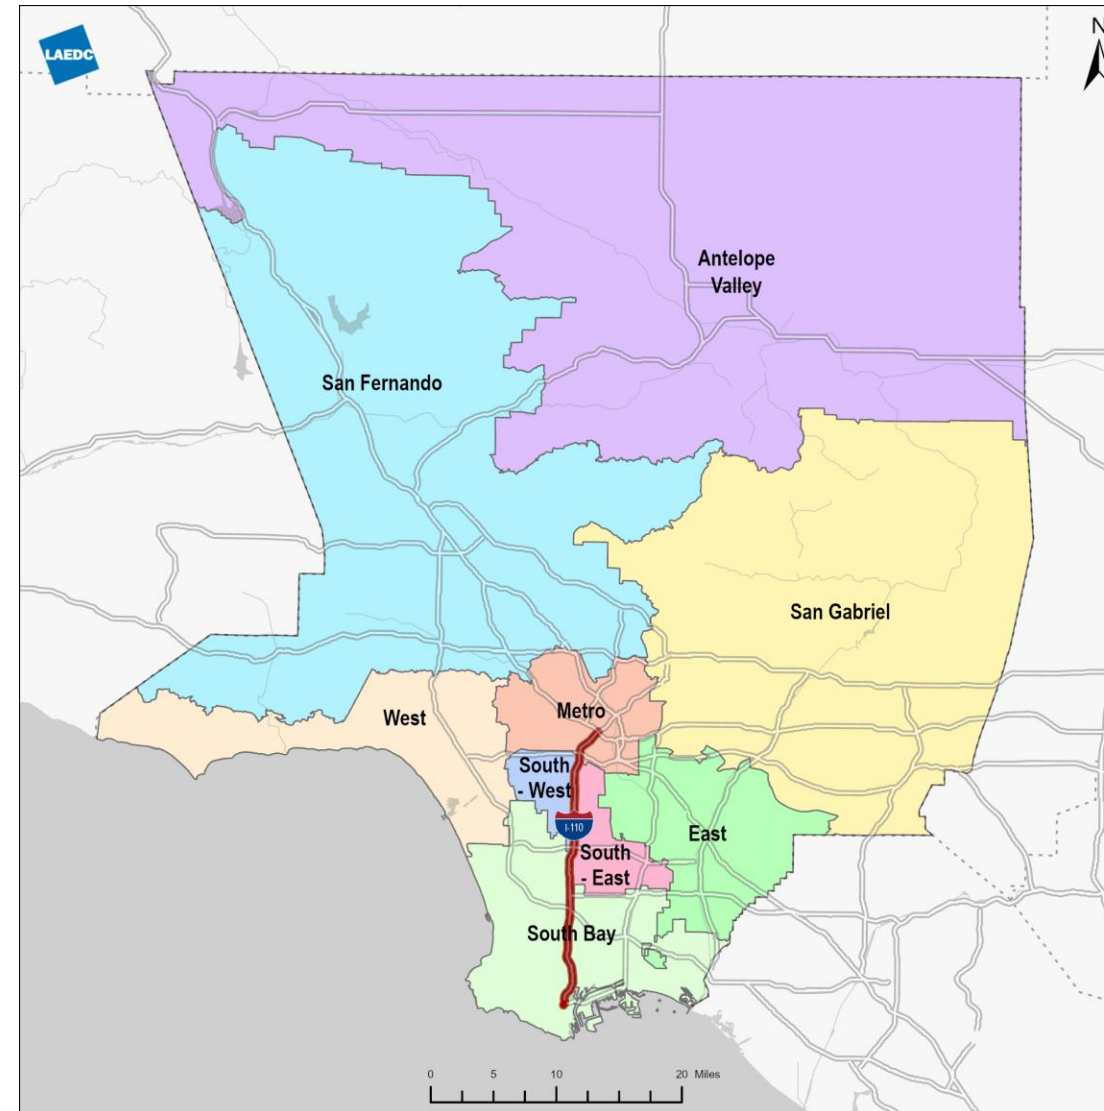 LAEDC
N
Antelope
Valley
San Fernando
San Gabriel
West
Metro
South
- West
I-110
East
South
- East
South Bay
0 5 10 20 Miles